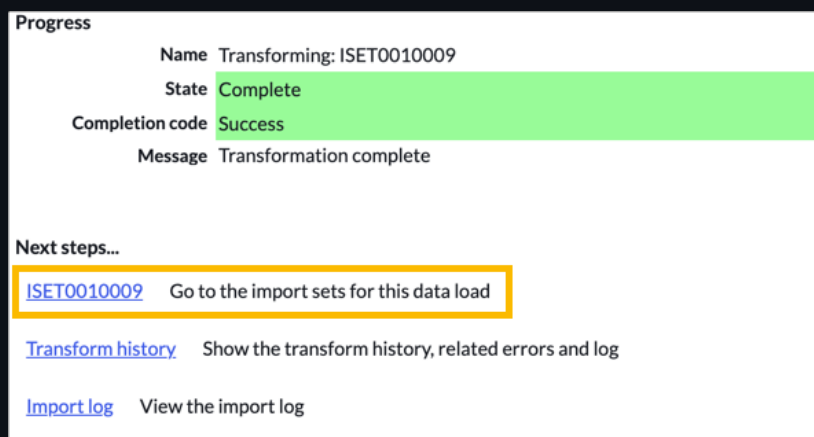 Progress
Name Transforming: ISET0010009
State Complete
Completion code Success
Message Transformation complete
Next steps...
ISET0010009 Go to the import sets for this data load
Transform history Show the transform history, related errors and log
Import log View the import log